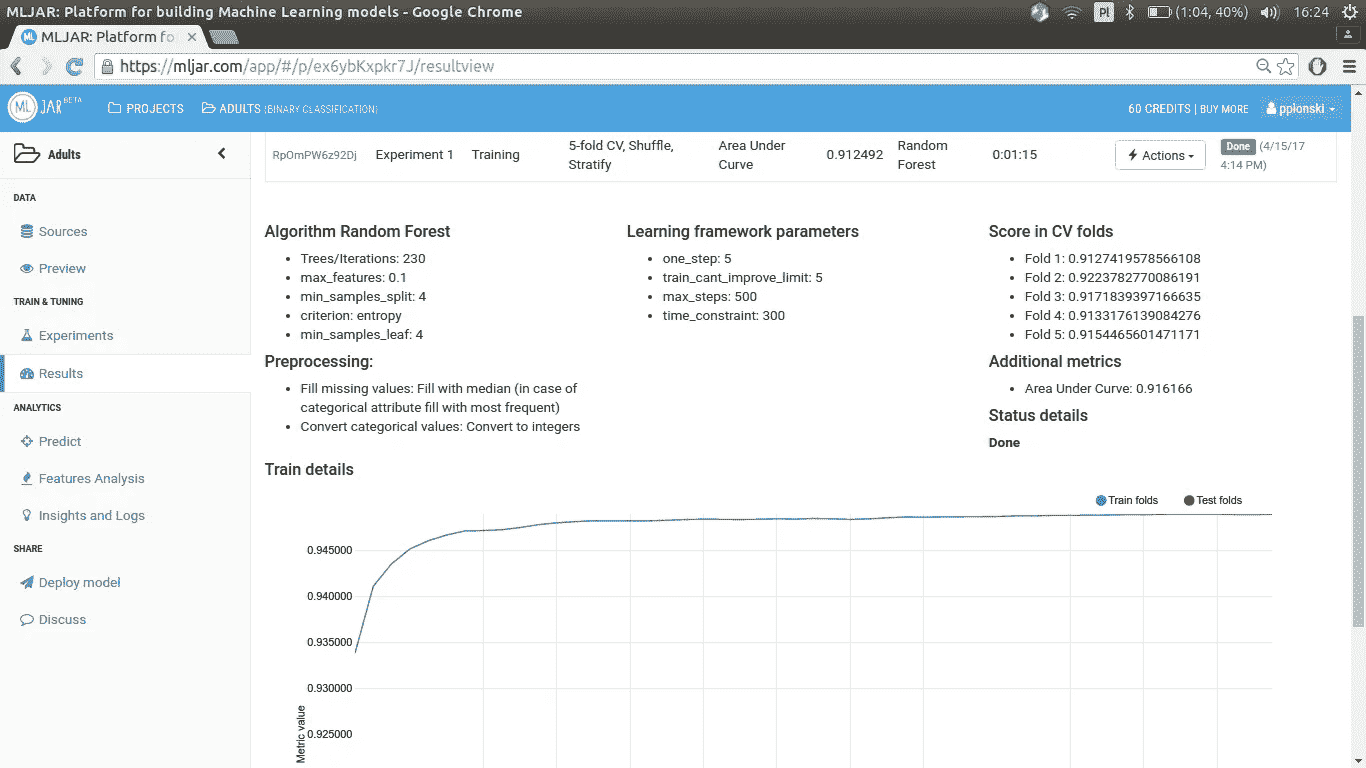 MLJAR: Platform for building Machine Learning models - Google Chrome
Pl
(1:04, 40%)
16:24
ML MLJAR: Platform fo
https://mljar.com/app/#/p/ex6ybKxpkr7J/resultview
ML JAR BETA
PROJECTS
ADULTS (BINARY CLASSIFICATION)
60 CREDITS | BUY MORE
pplonski
Adults
DATA
Sources
Preview
TRAIN & TUNING
Experiments
Results
ANALYTICS
Predict
Features Analysis
Insights and Logs
SHARE
Deploy model
Discuss
RpOmPW6z92Dj
Experiment 1
Training
5-fold CV, Shuffle,
Stratify
Area Under
Curve
0.912492
Random
Forest
0:01:15
Actions
Done (4/15/17
4:14 PM)
Algorithm Random Forest
Trees/Iterations: 230
max_features: 0.1
min_samples_split: 4
criterion: entropy
min_samples_leaf: 4
Preprocessing:
Fill missing values: Fill with median (in case of
categorical attribute fill with most frequent)
Convert categorical values: Convert to integers
Learning framework parameters
one_step: 5
train_cant_improve_limit: 5
max_steps: 500
time_constraint: 300
Score in CV folds
Fold 1: 0.9127419578566108
Fold 2: 0.9223782770086191
Fold 3: 0.9171839397166635
Fold 4: 0.9133176139084276
Fold 5: 0.9154465601471171
Additional metrics
Area Under Curve: 0.916166
Status details
Done
Train details
Train folds
Test folds
0.945000
0.940000
0.935000
0.930000
0.925000
Metric value